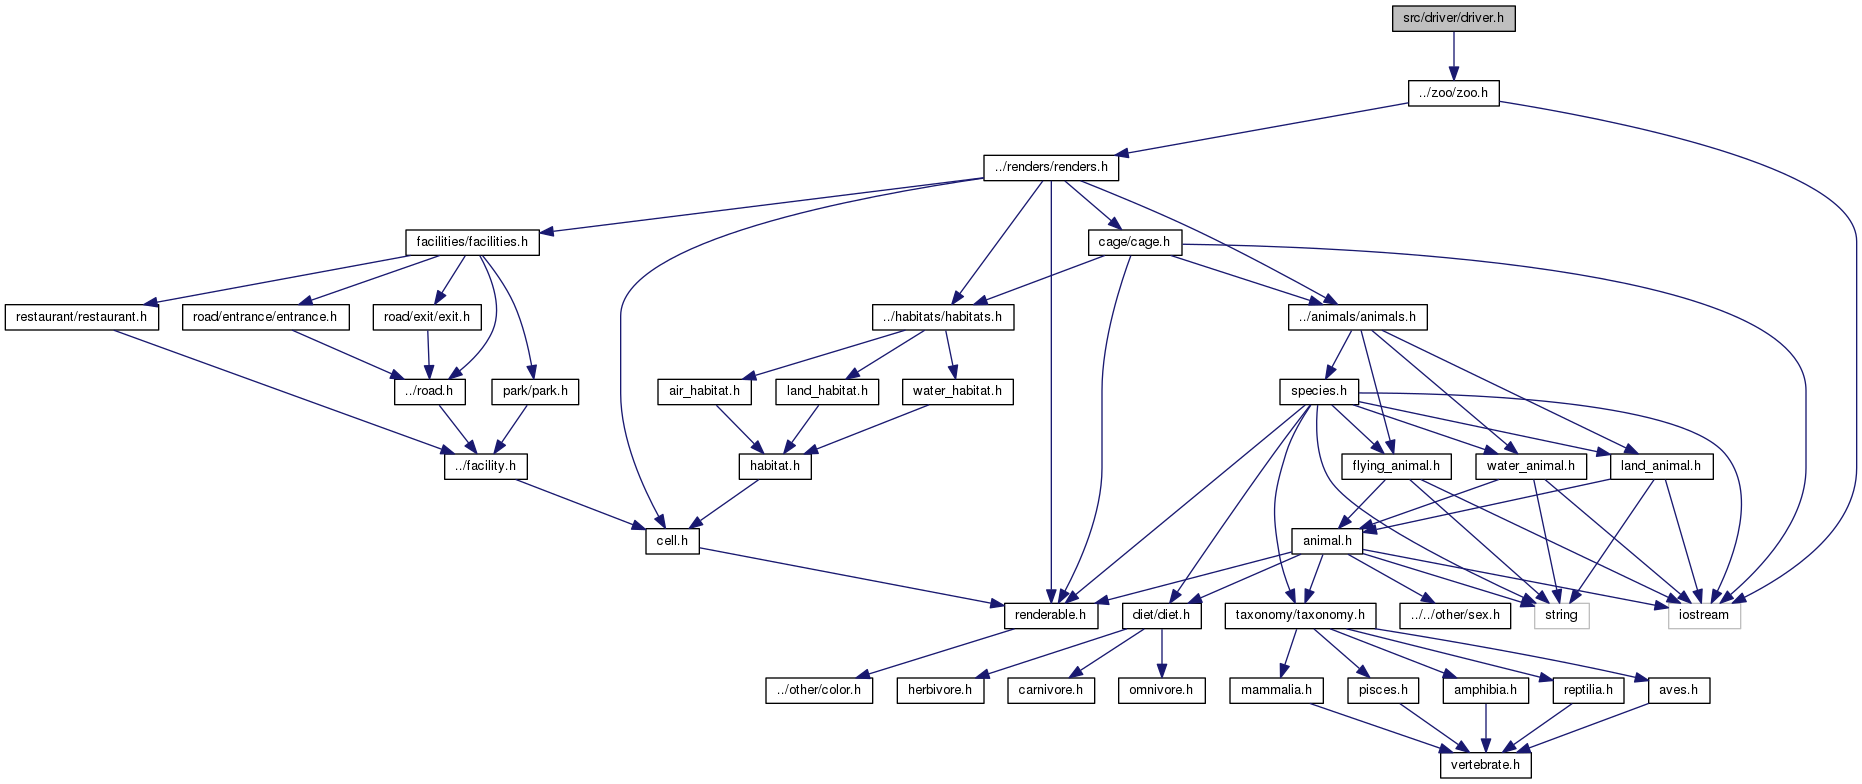 src/driver/driver.h
../zoo/zoo.h
../renders/renders.h
facilities/facilities.h
cage/cage.h
restaurant/restaurant.h
road/entrance/entrance.h
road/exit/exit.h
../habitats/habitats.h
../animals/animals.h
../road.h
park/park.h
air_habitat.h
land_habitat.h
water_habitat.h
species.h
../facility.h
habitat.h
flying_animal.h
water_animal.h
land_animal.h
cell.h
animal.h
renderable.h
diet/diet.h
taxonomy/taxonomy.h
../../other/sex.h
string
iostream
../other/color.h
herbivore.h
carnivore.h
omnivore.h
mammalia.h
pisces.h
amphibia.h
reptilia.h
aves.h
vertebrate.h